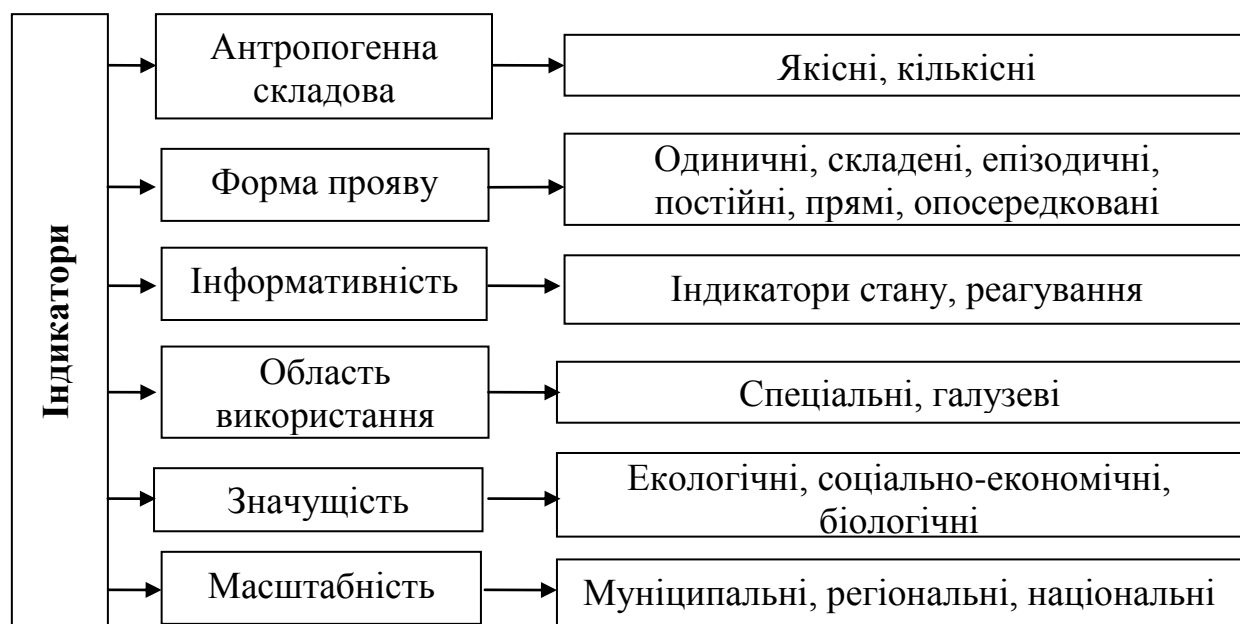 Індикатори
Антропогенна
складова
Якісні, кількісні
Форма прояву
Одиничні, складені, епізодичні,
постійні, прямі, опосередковані
Інформативність
Індикатори стану, реагування
Область
використання
Спеціальні, галузеві
Значущість
Екологічні, соціально-економічні,
біологічні
Масштабність
Муніципальні, регіональні, національні